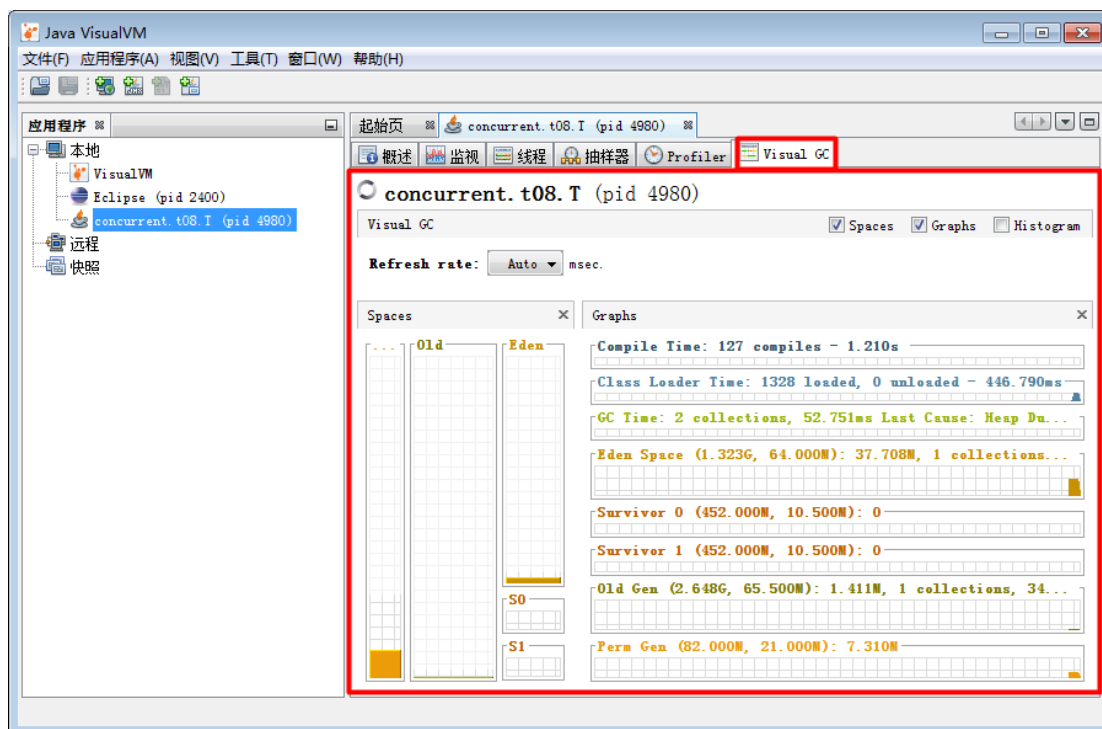 Java VisualVM
文件(F) 应用程序(A) 视图(V) 工具(T) 窗口(W) 帮助(H)
应用程序
本地
VisualVM
Eclipse (pid 2400)
concurrent.t08.T (pid 4980)
远程
快照
起始页 concurrent.t08.T (pid 4980)
概述 监视 线程 抽样器 Profiler Visual GC
concurrent.t08.T (pid 4980)
Visual GC Spaces Graphs Histogram
Refresh rate: Auto msec.
Spaces Graphs
... Old Eden
S0
S1
Compile Time: 127 compiles - 1.210s
Class Loader Time: 1328 loaded, 0 unloaded - 446.790ms
GC Time: 2 collections, 52.751ms Last Cause: Heap Du...
Eden Space (1.323G, 64.000M): 37.708M, 1 collections...
Survivor 0 (452.000M, 10.500M): 0
Survivor 1 (452.000M, 10.500M): 0
Old Gen (2.648G, 65.500M): 1.411M, 1 collections, 34...
Perm Gen (82.000M, 21.000M): 7.310M